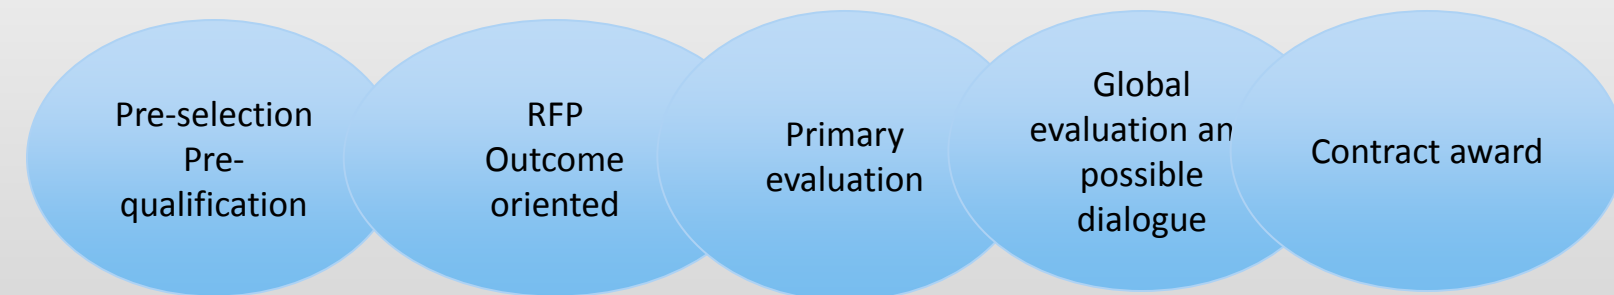 Pre-selection
Pre-
qualification
RFP
Outcome
oriented
Primary
evaluation
Global
evaluation an
possible
dialogue
Contract award